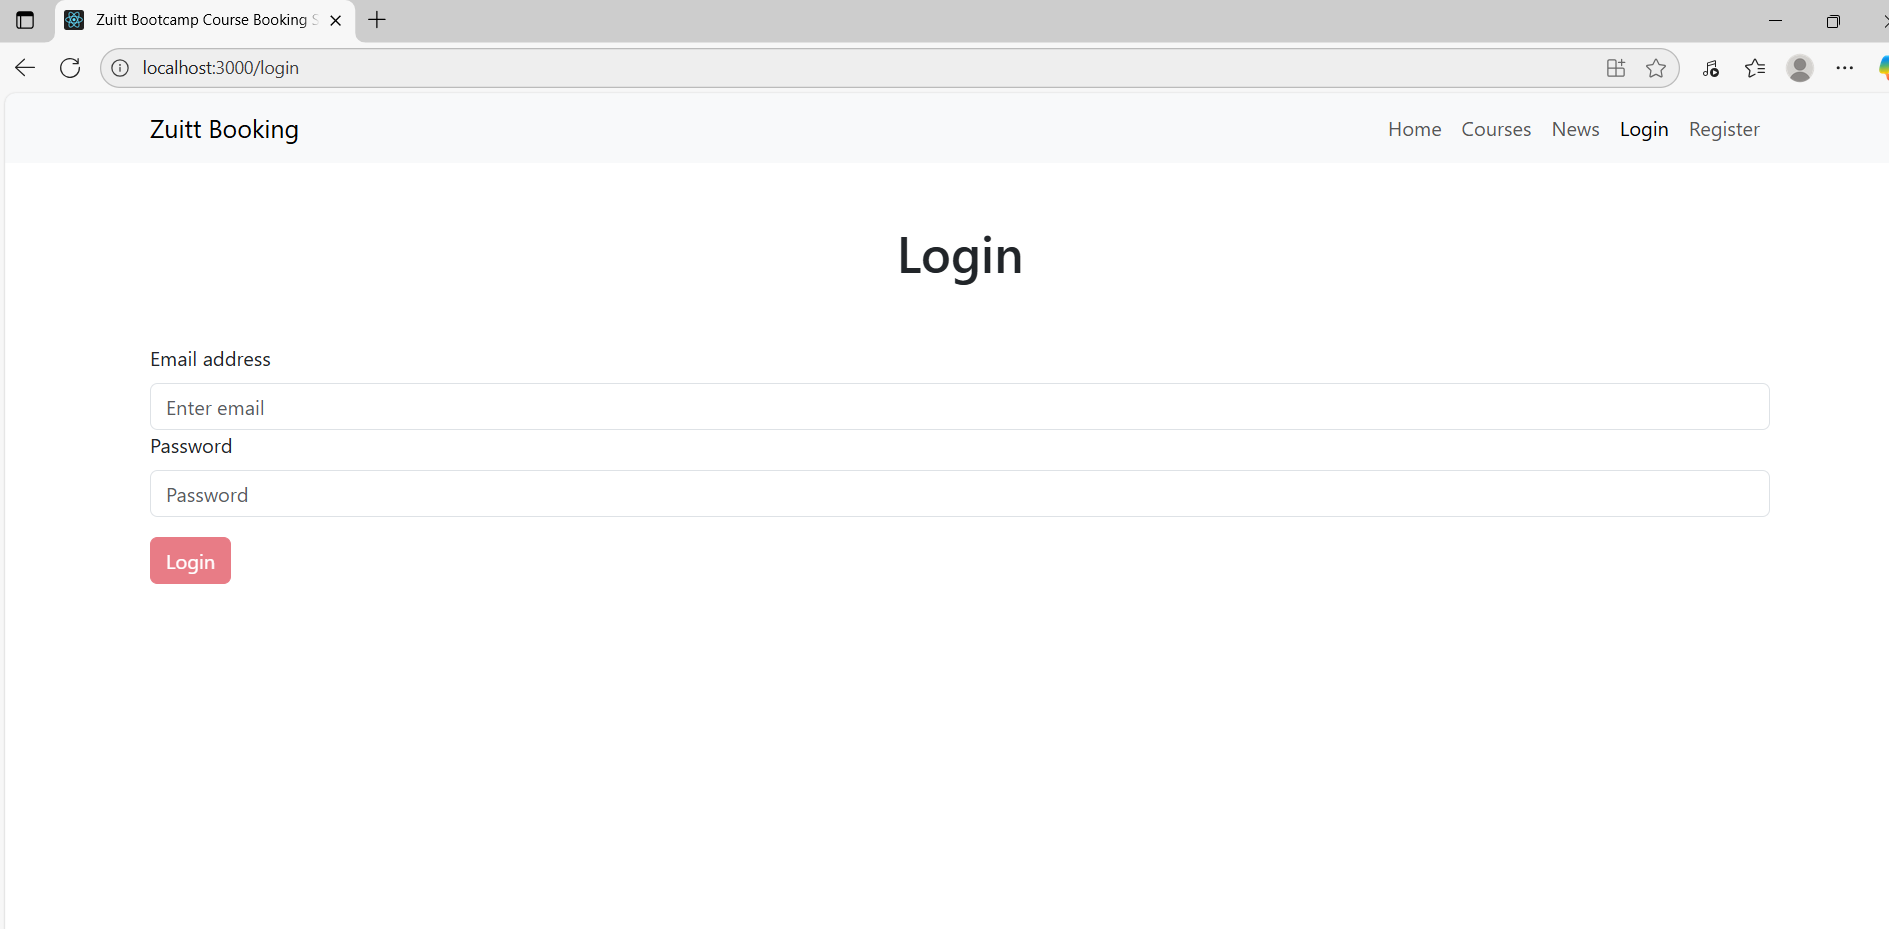 Zuitt Bootcamp Course Booking S
localhost:3000/login
Zuitt Booking
Home Courses News Login Register
Login
Email address
Enter email
Password
Password
Login